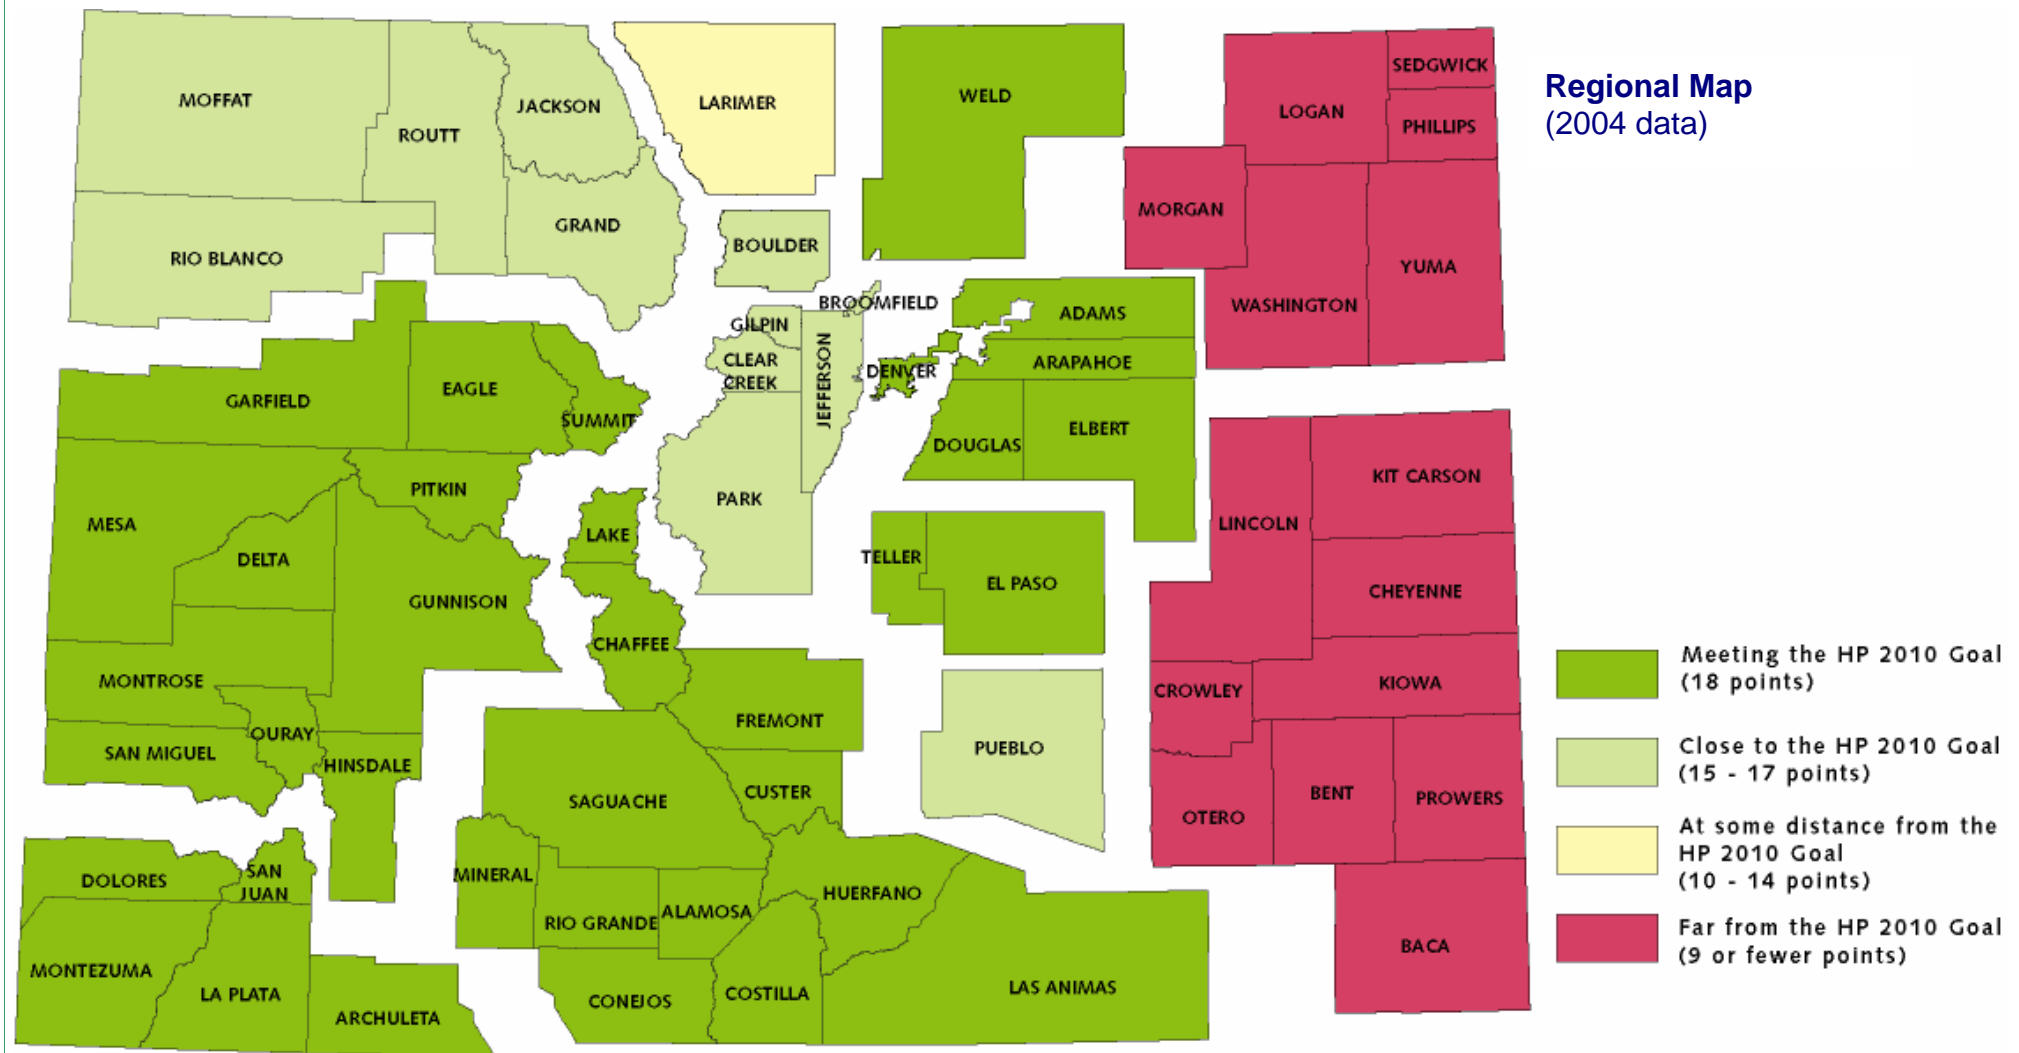 Regional Map
(2004 data)
MOFFAT
ROUTT
JACKSON
LARIMER
WELD
LOGAN
SEDGWICK
PHILLIPS
MORGAN
WASHINGTON
YUMA
RIO BLANCO
GRAND
BOULDER
BROOMFIELD
GILPIN
CLEAR
CREEK
JEFFERSON
DENVER
ADAMS
ARAPAHOE
DOUGLAS
ELBERT
GARFIELD
EAGLE
SUMMIT
MESA
PITKIN
DELTA
GUNNISON
LAKE
PARK
TELLER
EL PASO
LINCOLN
KIT CARSON
CHEYENNE
CHAFFEE
MONTROSE
OURAY
SAN MIGUEL
HINSDALE
FREMONT
PUEBLO
CROWLEY
KIOWA
SAGUACHE
CUSTER
OTERO
BENT
PROWERS
DOLORES
SAN
JUAN
MINERAL
RIO GRANDE
ALAMOSA
HUERFANO
BACA
MONTEZUMA
LA PLATA
ARCHULETA
CONEJOS
COSTILLA
LAS ANIMAS
Meeting the HP 2010 Goal
(18 points)
Close to the HP 2010 Goal
(15 - 17 points)
At some distance from the
HP 2010 Goal
(10 - 14 points)
Far from the HP 2010 Goal
(9 or fewer points)